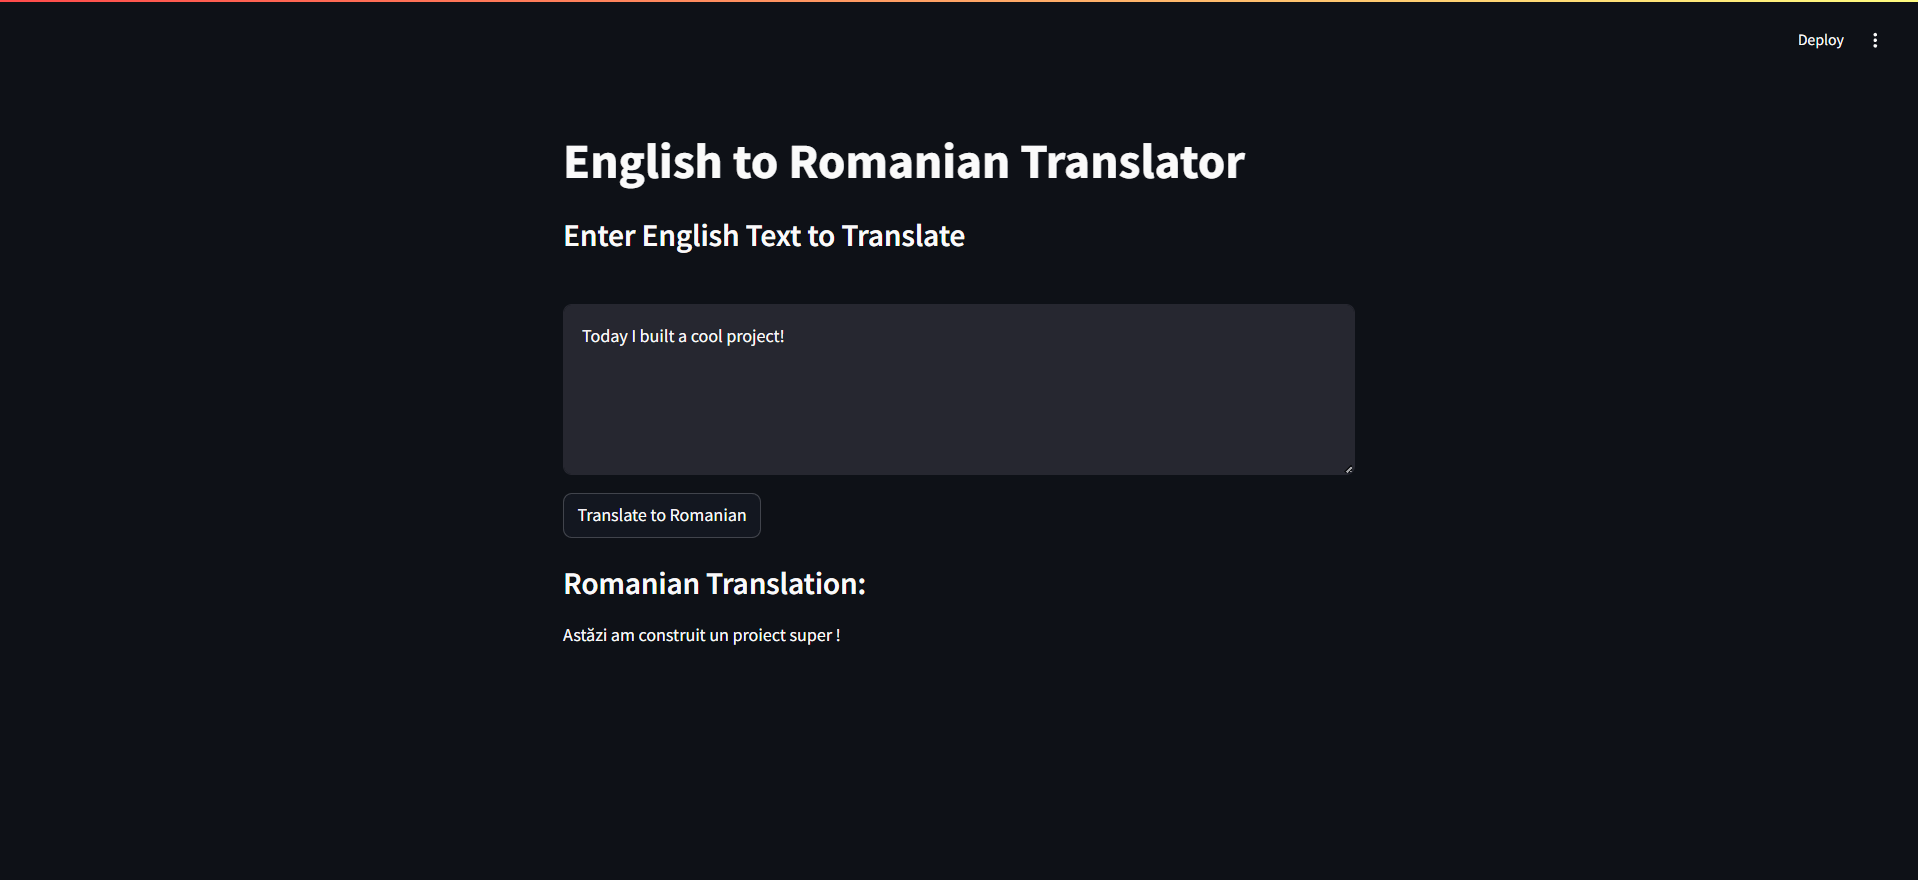 Deploy
English to Romanian Translator
Enter English Text to Translate
Today I built a cool project!
Translate to Romanian
Romanian Translation:
Astăzi am construit un proiect super !